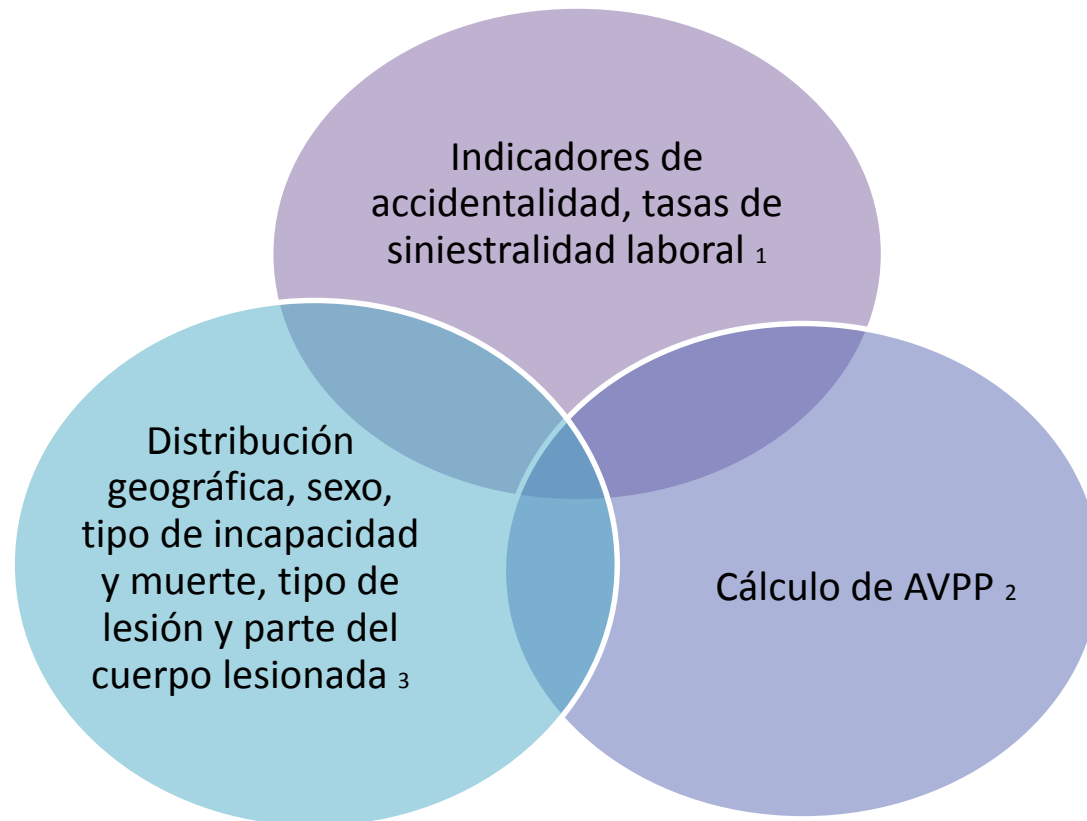 Indicadores de
accidentalidad, tasas de
siniestralidad laboral 1
Distribución
geográfica, sexo,
tipo de incapacidad
y muerte, tipo de
lesión y parte del
cuerpo lesionada 3
Cálculo de AVPP 2